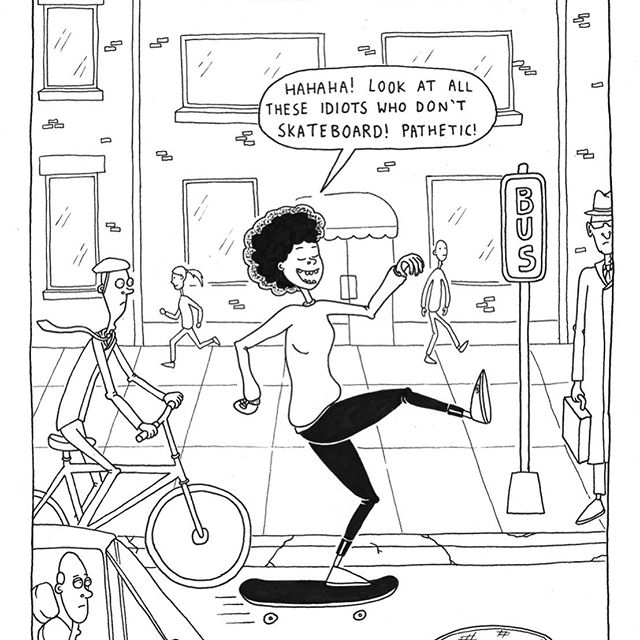 HAHAHA! LOOK AT ALL
THESE IDIOTS WHO DON'T
SKATEBOARD! PATHETIC!
BUS